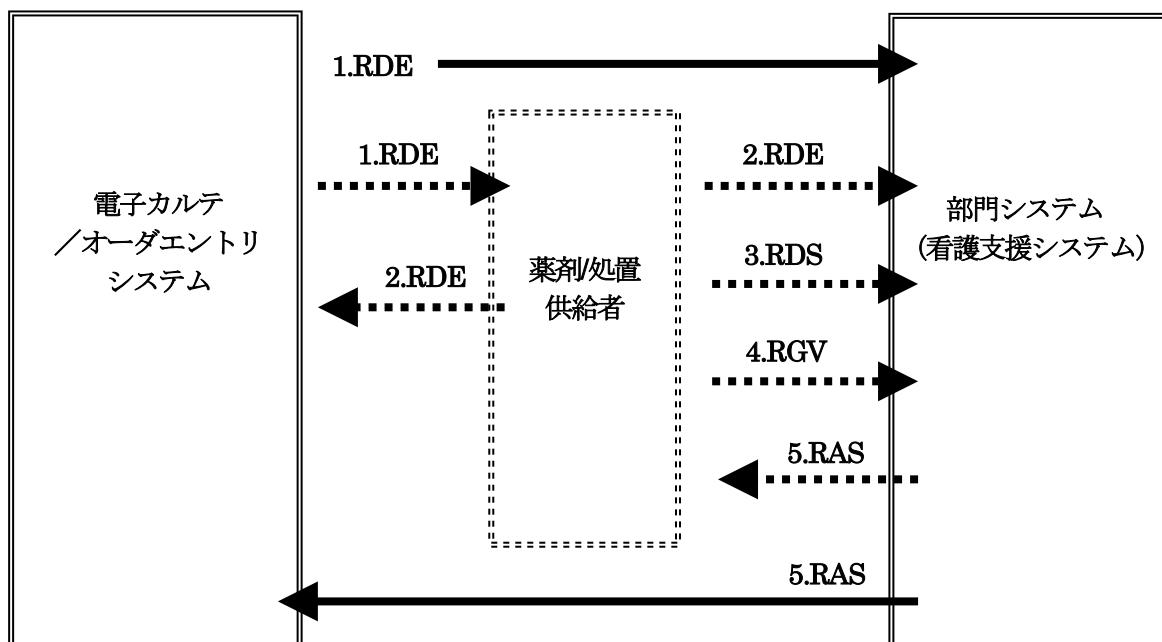 1.RDE
1.RDE
2.RDE
電子カルテ
／オーダエントリ
システム
部門システム
(看護支援システム)
薬剤/処置
供給者
2.RDE
3.RDS
4.RGV
5.RAS
5.RAS